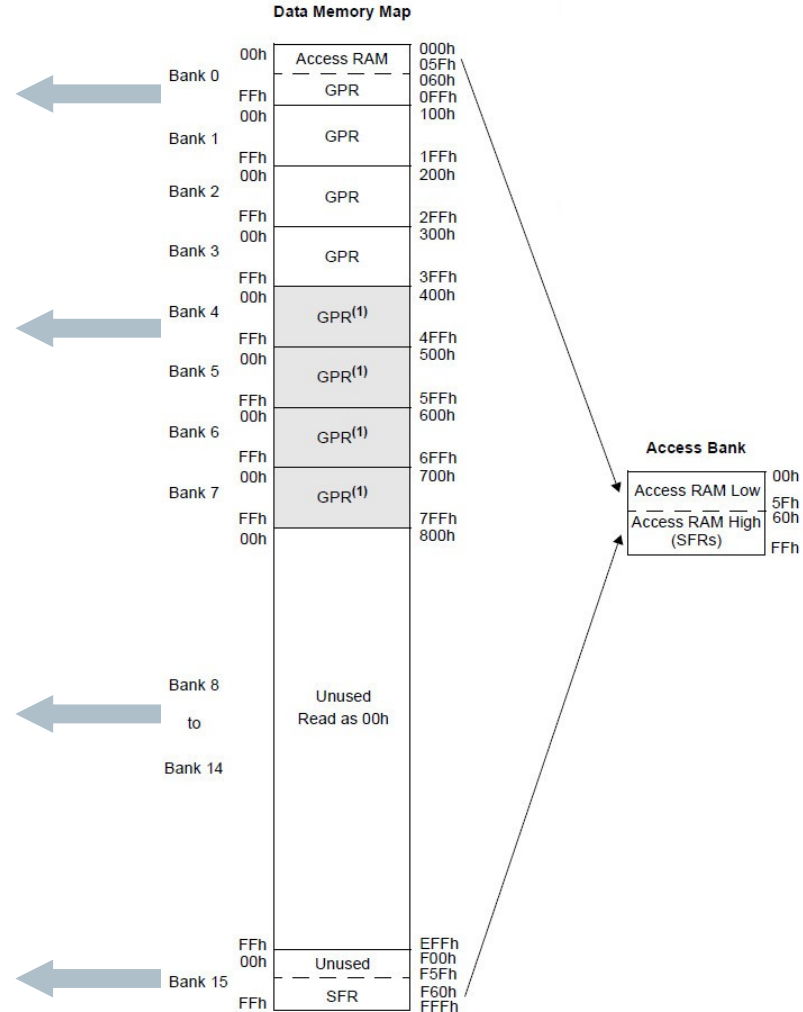 Data Memory Map
00h
Access RAM
000h
05Fh
Bank 0
060h
FFh
GPR
0FFh
00h
100h
Bank 1
GPR
FFh
1FFh
00h
200h
Bank 2
GPR
FFh
2FFh
00h
300h
Bank 3
GPR
FFh
3FFh
00h
400h
Bank 4
GPR(1)
FFh
4FFh
00h
500h
Bank 5
GPR(1)
FFh
5FFh
00h
600h
Bank 6
GPR(1)
FFh
6FFh
00h
700h
Bank 7
GPR(1)
FFh
7FFh
00h
800h
Bank 8
to
Bank 14
Unused
Read as 00h
FFh
EFFh
00h
F00h
Unused
F5Fh
Bank 15
SFR
F60h
FFh
FFFh
Access Bank
00h
Access RAM Low
5Fh
60h
Access RAM High
(SFRs)
FFh